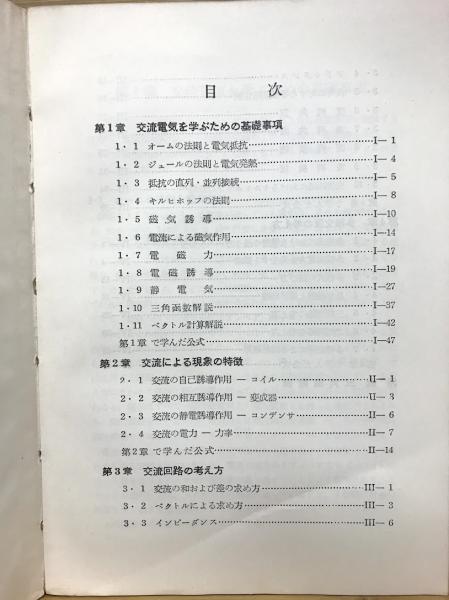 目　次
第1章　交流電気を学ぶための基礎事項
1・1　オームの法則と電気抵抗……………………I— 1
1・2　ジュールの法則と電気発熱……………………I— 4
1・3　抵抗の直列・並列接続……………………I— 5
1・4　キルヒホッフの法則……………………I— 8
1・5　磁気誘導……………………I—10
1・6　電流による磁気作用……………………I—14
1・7　電磁力……………………I—17
1・8　電磁誘導……………………I—19
1・9　静電気……………………I—27
1・10　三角函数解説……………………I—37
1・11　ベクトル計算解説……………………I—42
第1章で学んだ公式……………………I—47
第2章　交流による現象の特徴
2・1　交流の自己誘導作用 — コイル……………………II— 1
2・2　交流の相互誘導作用 — 変成器……………………II— 3
2・3　交流の静電誘導作用 — コンデンサ……………………II— 6
2・4　交流の電力 — 力率……………………II— 7
第2章で学んだ公式……………………II—14
第3章　交流回路の考え方
3・1　交流の和および差の求め方……………………III— 1
3・2　ベクトルによる求め方……………………III— 3
3・3　インピーダンス……………………III— 6